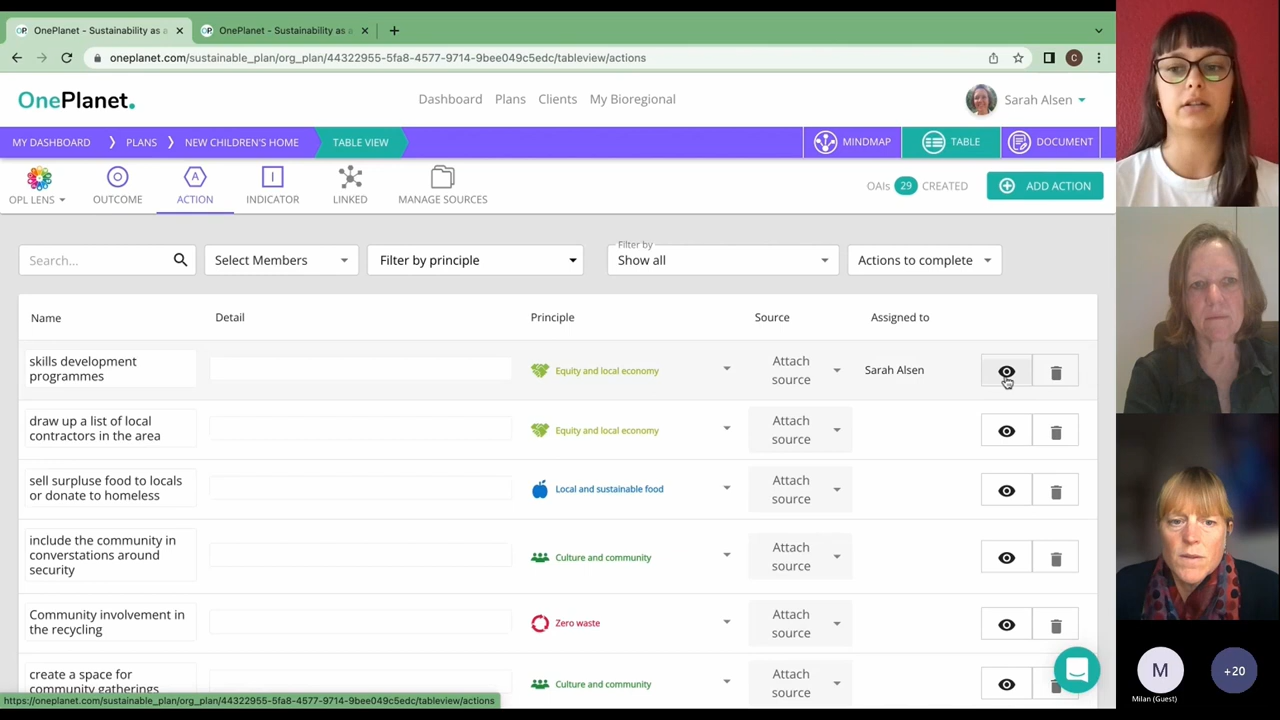 OnePlanet - Sustainability as a
OnePlanet - Sustainability as a
oneplanet.com/sustainable_plan/org_plan/44322955-5fa8-4577-9714-9bee049c5edc/tableview/actions
C
OnePlanet.
Dashboard Plans Clients My Bioregional
Sarah Alsen
MY DASHBOARD PLANS NEW CHILDREN'S HOME TABLE VIEW
MINDMAP TABLE DOCUMENT
OPL LENS OUTCOME ACTION INDICATOR LINKED MANAGE SOURCES
OAIs 29 CREATED
ADD ACTION
Search...
Select Members
Filter by principle
Filter by
Show all
Actions to complete
Name Detail Principle Source Assigned to
skills development
programmes
Equity and local economy
Attach
source
Sarah Alsen
draw up a list of local
contractors in the area
Equity and local economy
Attach
source
sell surpluse food to locals
or donate to homeless
Local and sustainable food
Attach
source
include the community in
converstations around
security
Culture and community
Attach
source
Community involvement in
the recycling
Zero waste
Attach
source
create a space for
community gatherings
Culture and community
Attach
source
https://oneplanet.com/sustainable_plan/org_plan/44322955-5fa8-4577-9714-9bee049c5edc/tableview/actions
M
Milan (Guest)
+20